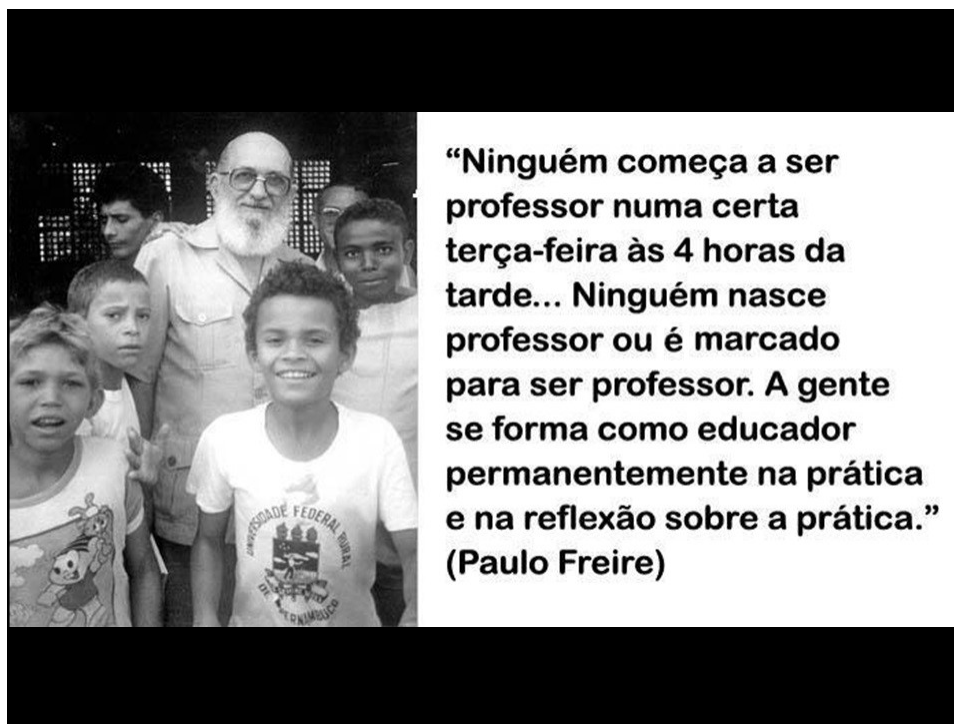 “Ninguém começa a ser
professor numa certa
terça-feira às 4 horas da
tarde... Ninguém nasce
professor ou é marcado
para ser professor. A gente
se forma como educador
permanentemente na prática
e na reflexão sobre a prática.”
(Paulo Freire)
UNIVERSIDADE FEDERAL RURAL
DE PERNAMBUCO